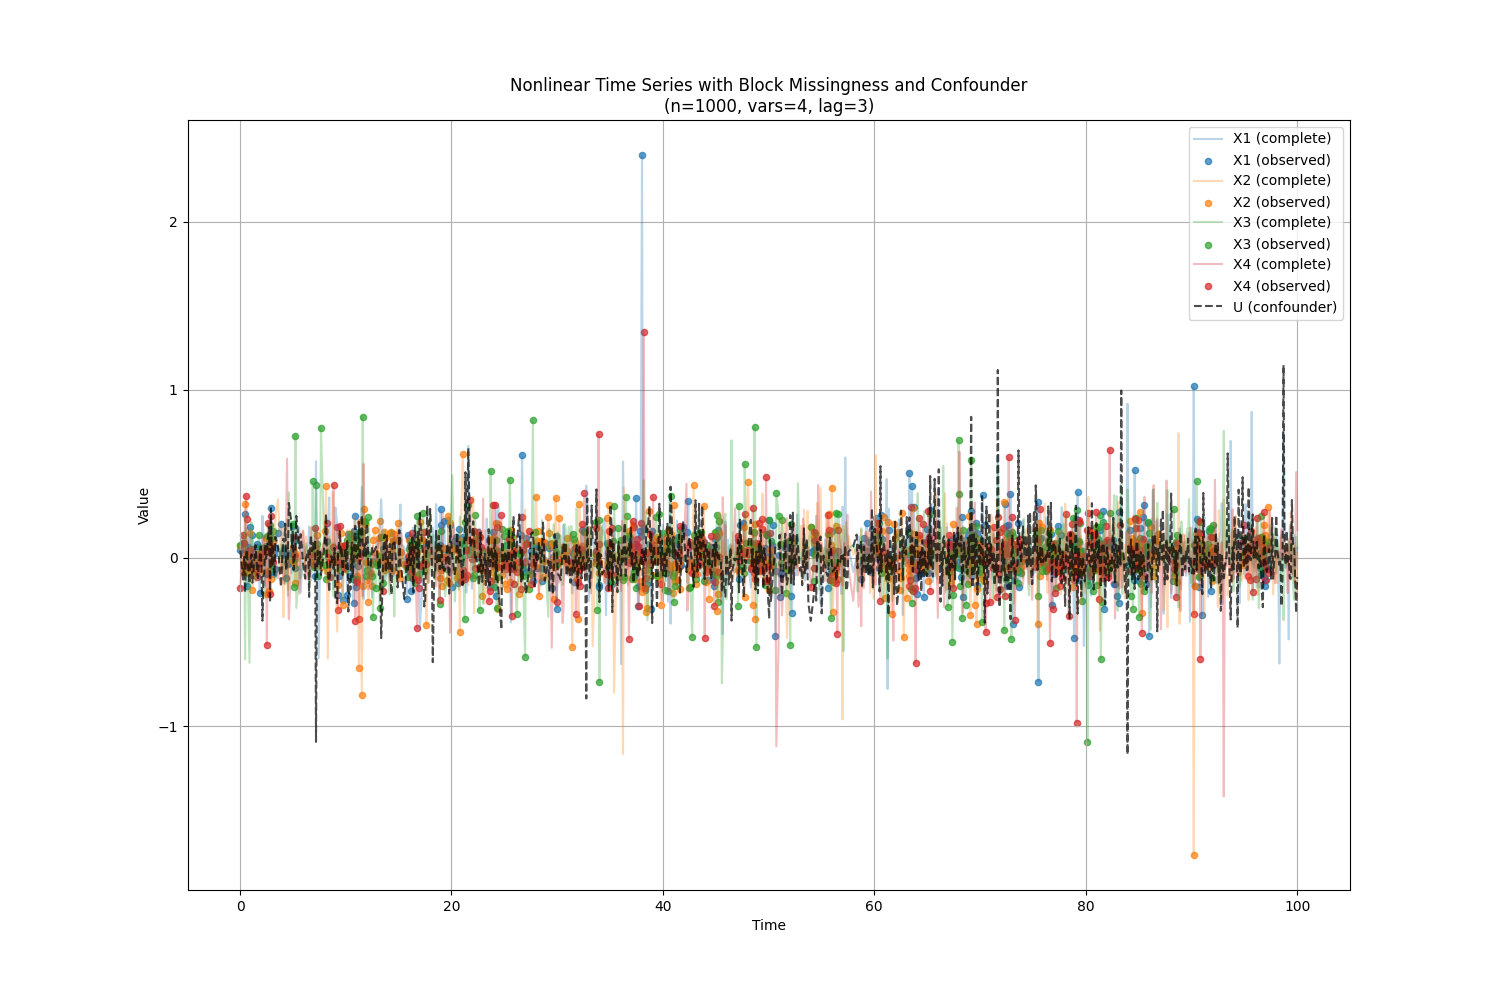 Nonlinear Time Series with Block Missingness and Confounder
(n=1000, vars=4, lag=3)
X1 (complete)
X1 (observed)
X2 (complete)
X2 (observed)
X3 (complete)
X3 (observed)
X4 (complete)
X4 (observed)
U (confounder)
Value
2
1
0
−1
0
20
40
60
80
100
Time